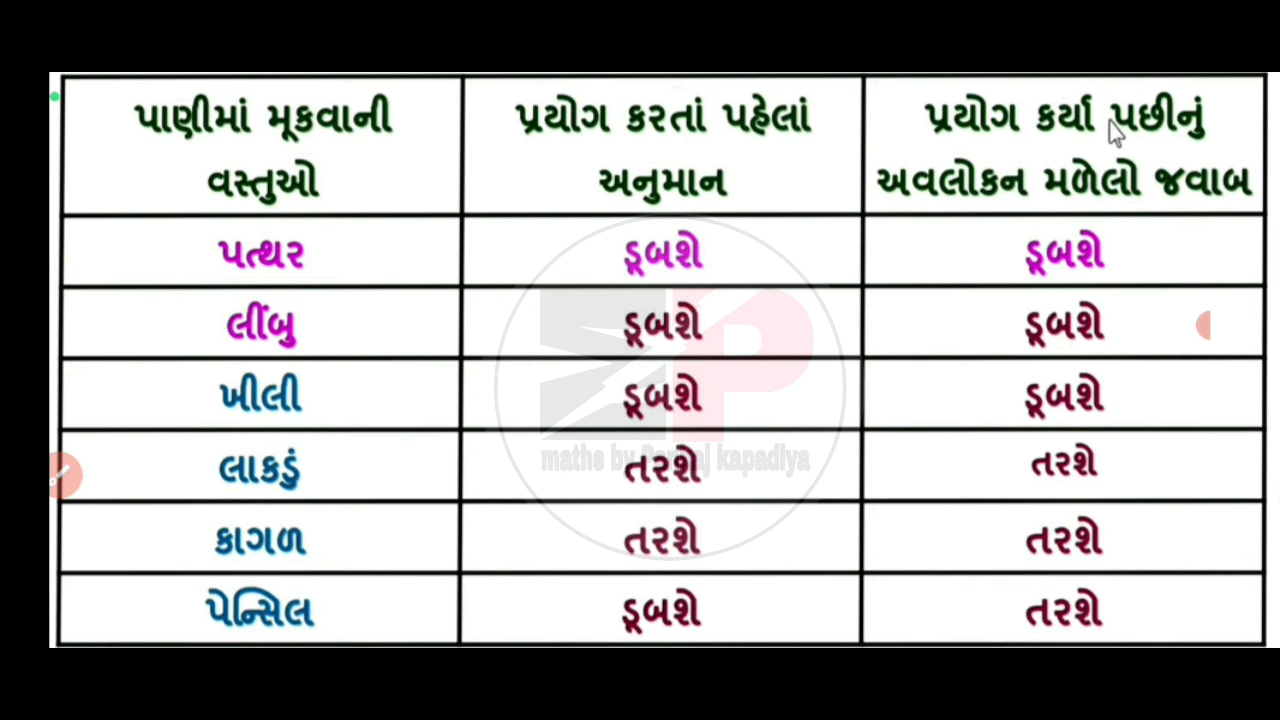 પાણીમાં મૂકવાની વસ્તુઓ
પ્રયોગ કરતાં પહેલાં અનુમાન
પ્રયોગ કર્યા પછીનું અવલોકન મળેલો જવાબ
પત્થર ડૂબશે ડૂબશે
લીંબુ ડૂબશે ડૂબશે
ખીલી ડૂબશે ડૂબશે
લાકડું તરશે તરશે
કાગળ તરશે તરશે
પેન્સિલ ડૂબશે તરશે
maths by kapadiya